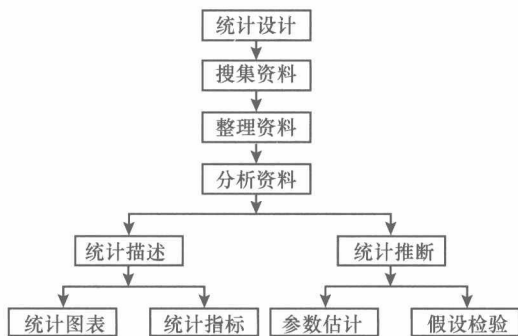 统计设计
搜集资料
整理资料
分析资料
统计描述
统计推断
统计图表
统计指标
参数估计
假设检验